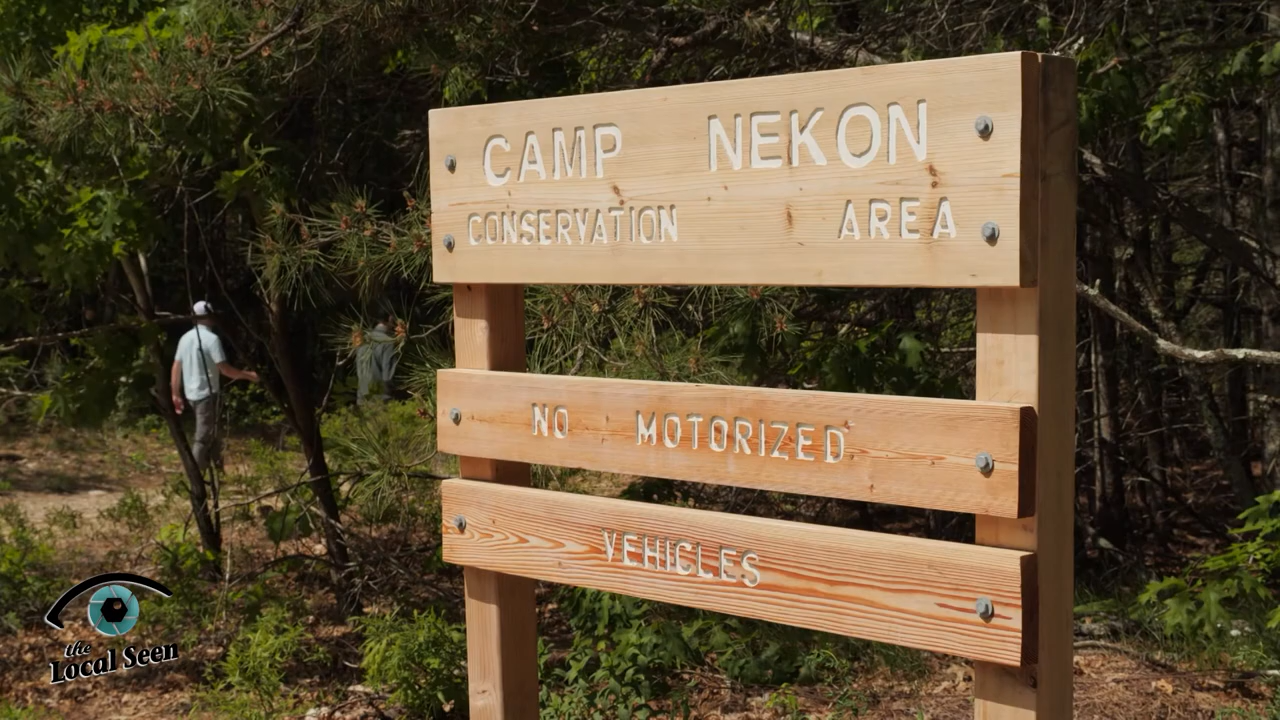 CAMP NEKON
CONSERVATION AREA
NO MOTORIZED
VEHICLES
the
Local Seen